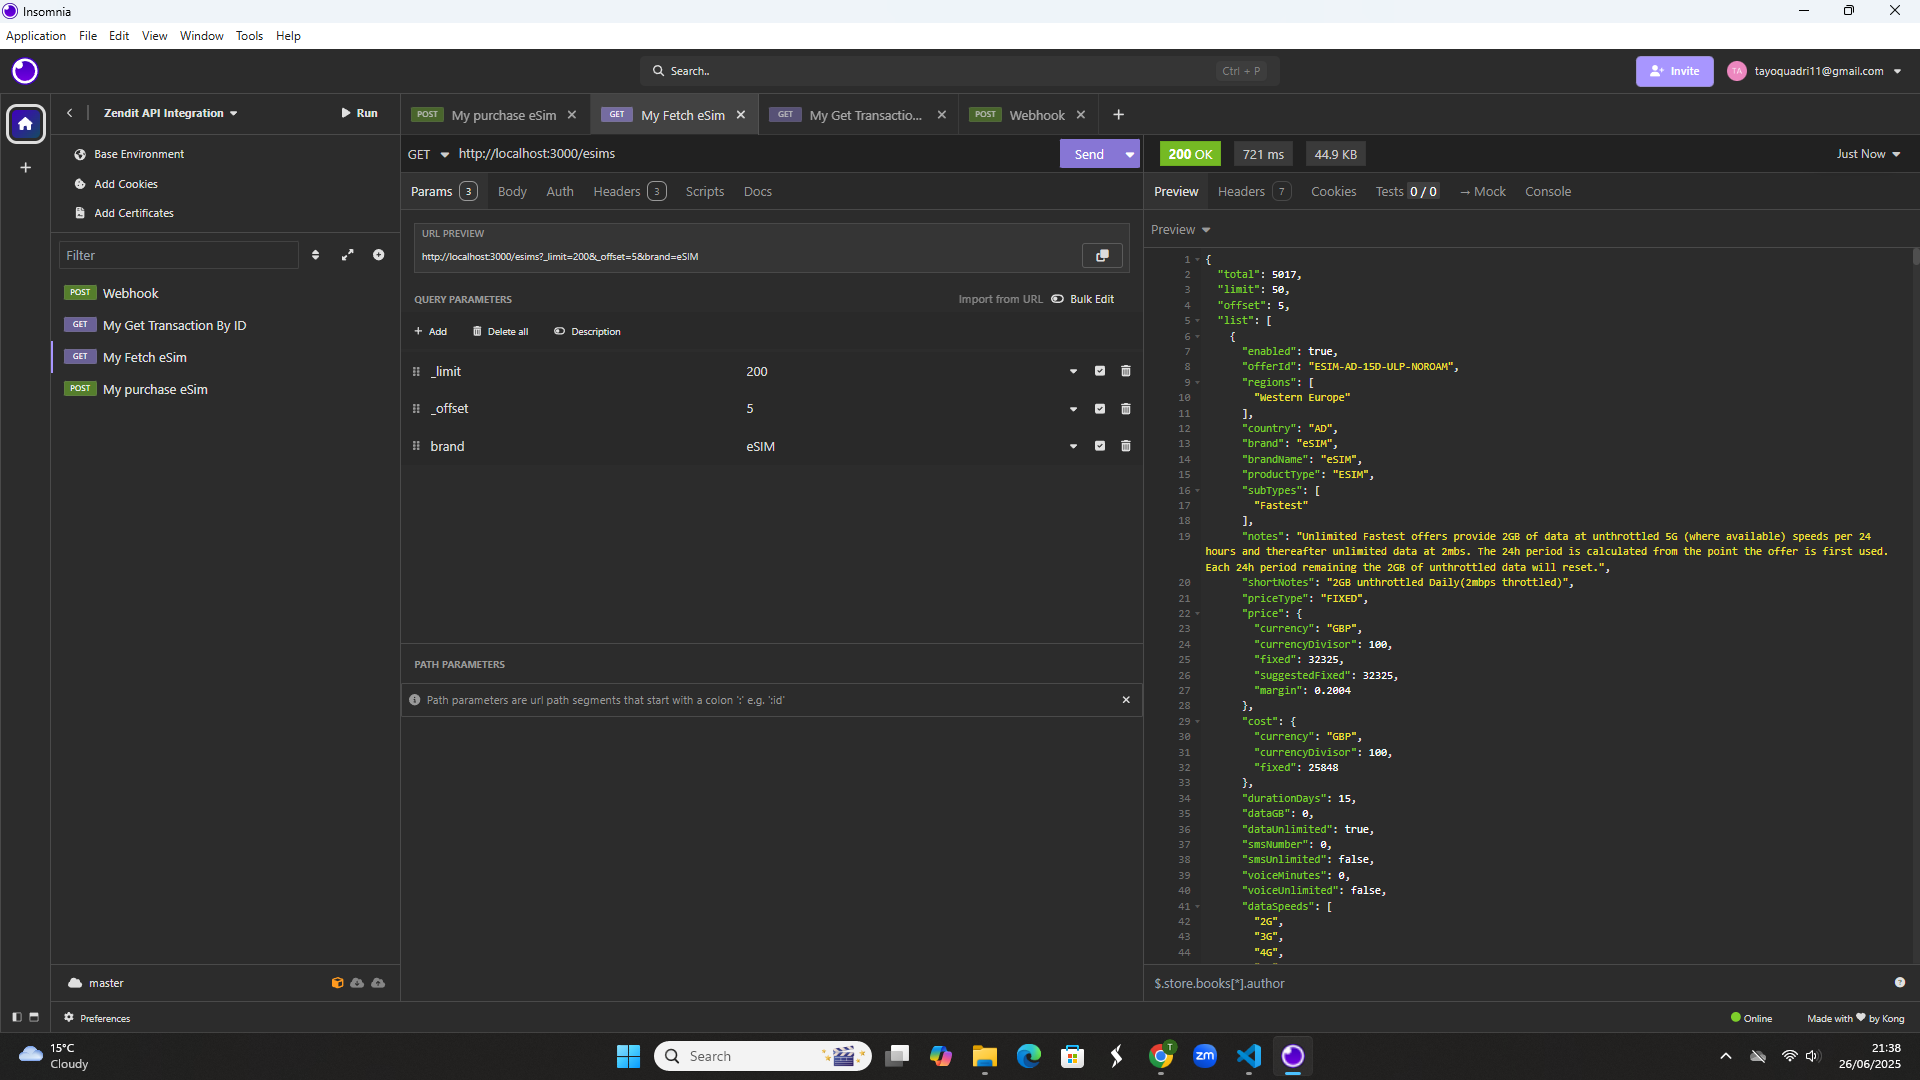 Insomnia
Application File Edit View Window Tools Help
Search..
Ctrl + P
Invite
TA
tayoquadri11@gmail.com
Zendit API Integration
Run
Base Environment
Add Cookies
Add Certificates
Filter
POST Webhook
GET My Get Transaction By ID
GET My Fetch eSim
POST My purchase eSim
master
Preferences
POST My purchase eSim
GET My Fetch eSim
GET My Get Transactio...
POST Webhook
GET http://localhost:3000/esims
Send
Params 3 Body Auth Headers 3 Scripts Docs
URL PREVIEW
http://localhost:3000/esims?_limit=200&_offset=5&brand=eSIM
QUERY PARAMETERS
Import from URL
Bulk Edit
Add Delete all Description
_limit 200
_offset 5
brand eSIM
PATH PARAMETERS
Path parameters are url path segments that start with a colon ':' e.g. ':id'
200 OK 721 ms 44.9 KB
Just Now
Preview Headers 7 Cookies Tests 0 / 0 → Mock Console
Preview
1 {
2 "total": 5017,
3 "limit": 50,
4 "offset": 5,
5 "list": [
6 {
7 "enabled": true,
8 "offerId": "ESIM-AD-15D-ULP-NOROAM",
9 "regions": [
10 "Western Europe"
11 ],
12 "country": "AD",
13 "brand": "eSIM",
14 "brandName": "eSIM",
15 "productType": "ESIM",
16 "subTypes": [
17 "Fastest"
18 ],
19 "notes": "Unlimited Fastest offers provide 2GB of data at unthrottled 5G (where available) speeds per 24
hours and thereafter unlimited data at 2mbs. The 24h period is calculated from the point the offer is first used.
Each 24h period remaining the 2GB of unthrottled data will reset.",
20 "shortNotes": "2GB unthrottled Daily(2mbps throttled)",
21 "priceType": "FIXED",
22 "price": {
23 "currency": "GBP",
24 "currencyDivisor": 100,
25 "fixed": 32325,
26 "suggestedFixed": 32325,
27 "margin": 0.2004
28 },
29 "cost": {
30 "currency": "GBP",
31 "currencyDivisor": 100,
32 "fixed": 25848
33 },
34 "durationDays": 15,
35 "dataGB": 0,
36 "dataUnlimited": true,
37 "smsNumber": 0,
38 "smsUnlimited": false,
39 "voiceMinutes": 0,
40 "voiceUnlimited": false,
41 "dataSpeeds": [
42 "2G",
43 "3G",
44 "4G",
$.store.books[*].author
Online
Made with ❤ by Kong
15°C
Cloudy
Search
T
zm
21:38
26/06/2025